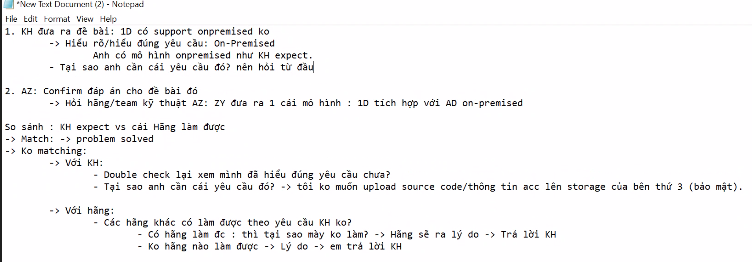 *New Text Document (2) - Notepad
File Edit Format View Help
1. KH đưa ra đề bài: 1D có support onpremised ko
-> Hiểu rõ/hiểu đúng yêu cầu: On-Premised
Anh có mô hình onpremised như KH expect.
- Tại sao anh cần cái yêu cầu đó? nên hỏi từ đầu
2. AZ: Confirm đáp án cho đề bài đó
-> Hỏi hãng/team kỹ thuật AZ: ZY đưa ra 1 cái mô hình : 1D tích hợp với AD on-premised
So sánh : KH expect vs cái Hãng làm được
-> Match: -> problem solved
-> Ko matching:
-> Với KH:
- Double check lại xem mình đã hiểu đúng yêu cầu chưa?
- Tại sao anh cần cái yêu cầu đó? -> tôi ko muốn upload source code/thông tin acc lên storage của bên thứ 3 (bảo mật).
-> Với hãng:
- Các hãng khác có làm được theo yêu cầu KH ko?
- Có hãng làm đc : thì tại sao mày ko làm? -> Hãng sẽ ra lý do -> Trả lời KH
- Ko hãng nào làm được -> Lý do -> em trả lời KH